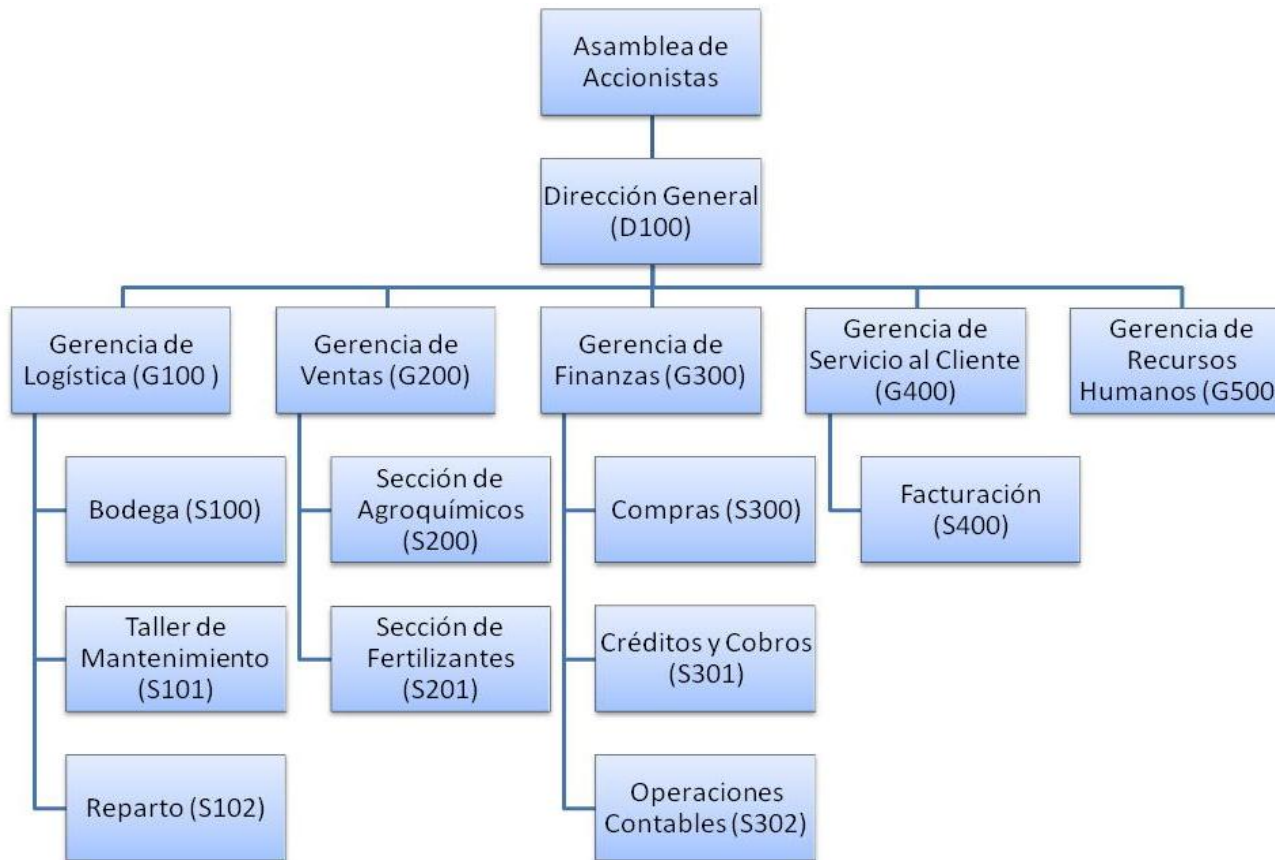 Asamblea de
Accionistas
Dirección General
(D100)
Gerencia de
Logística (G100 )
Gerencia de
Ventas (G200)
Gerencia de
Finanzas (G300)
Gerencia de
Servicio al Cliente
(G400)
Gerencia de
Recursos
Humanos (G500)
Bodega (S100)
Sección de
Agroquímicos
(S200)
Compras (S300)
Facturación
(S400)
Taller de
Mantenimiento
(S101)
Sección de
Fertilizantes
(S201)
Créditos y Cobros
(S301)
Reparto (S102)
Operaciones
Contables (S302)